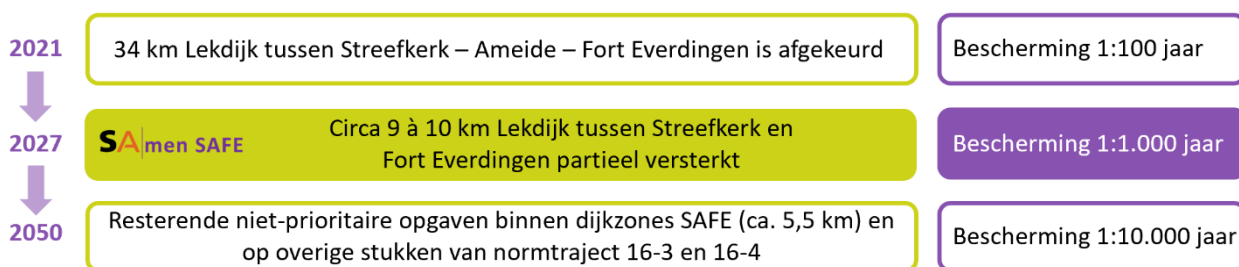 2021
34 km Lekdijk tussen Streefkerk – Ameide – Fort Everdingen is afgekeurd
Bescherming 1:100 jaar
2027
SA|men SAFE
Circa 9 à 10 km Lekdijk tussen Streefkerk en
Fort Everdingen partieel versterkt
Bescherming 1:1.000 jaar
2050
Resterende niet-prioritaire opgaven binnen dijkzones SAFE (ca. 5,5 km) en
op overige stukken van normtraject 16-3 en 16-4
Bescherming 1:10.000 jaar